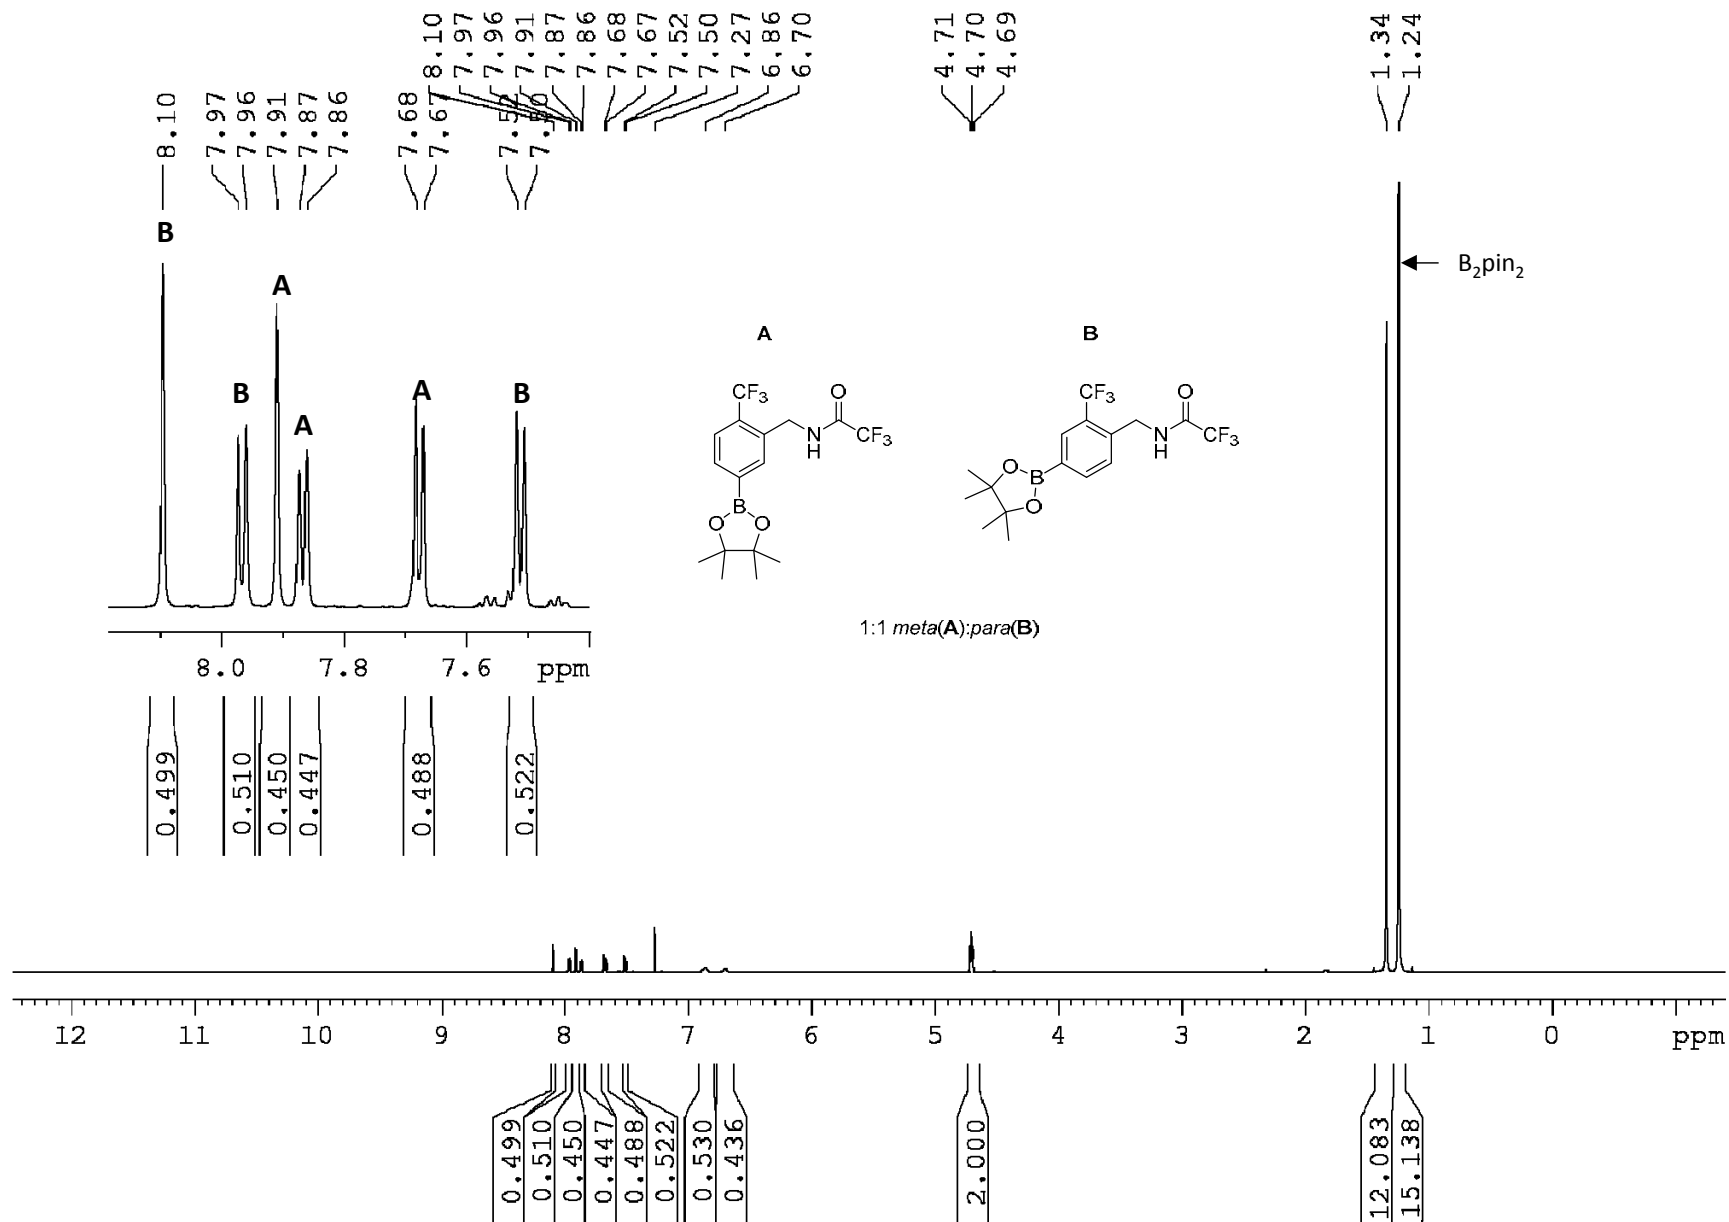 8.10 7.97 7.96 7.91 7.87 7.86 7.68 7.67 7.52 7.50 7.27 6.86 6.70 4.71 4.70 4.69 1.34 1.24
8.10 7.97 7.96 7.91 7.87 7.86 7.68 7.67 7.52 7.50
B
A
B
A
A
B
B₂pin₂
A
B
CF₃ O
N
H
CF₃
B
O O
CF₃ O
N
H
CF₃
O
B
O
1:1 meta(A):para(B)
8.0 7.8 7.6 ppm
0.499 0.510 0.450 0.447 0.488 0.522
12 11 10 9 8 7 6 5 4 3 2 1 0 ppm
0.499 0.510 0.450 0.447 0.488 0.522 0.530 0.436 2.000 12.083 15.138